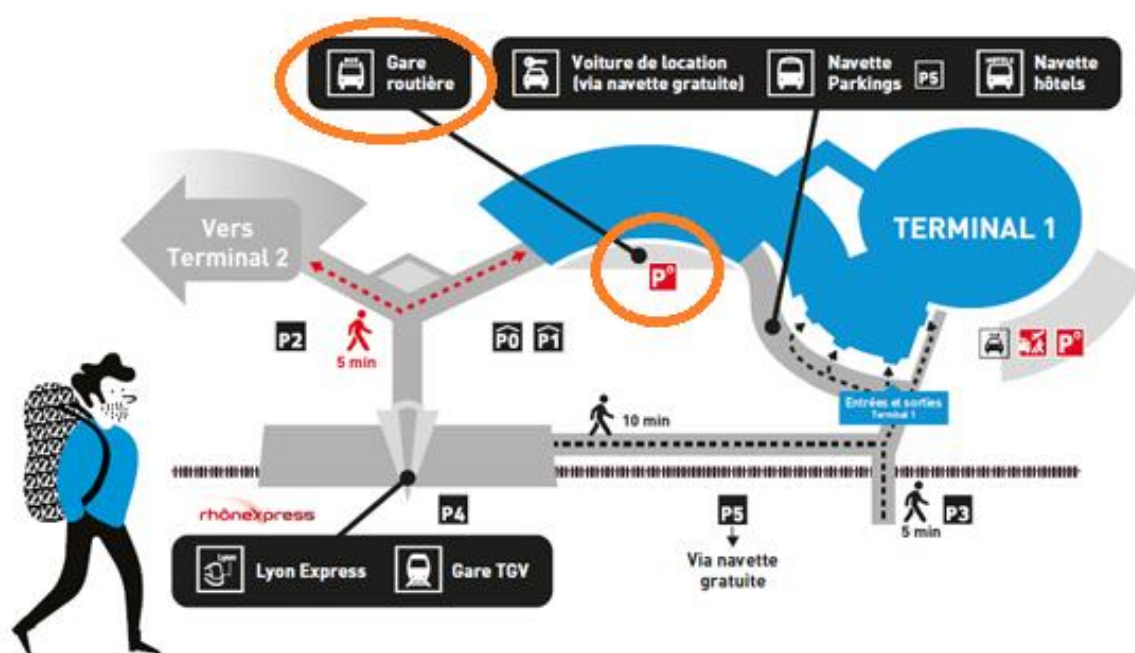 Gare
routière
Voiture de location
(via navette gratuite)
Navette
Parkings P5
HOTELS
Navette
hôtels
Vers
Terminal 2
TERMINAL 1
P
P2
5 min
P0 P1
P
Entrées et sorties
Terminal 1
10 min
rhônexpress
P4
P5
Via navette
gratuite
5 min
P3
Lyon
Lyon Express
Gare TGV